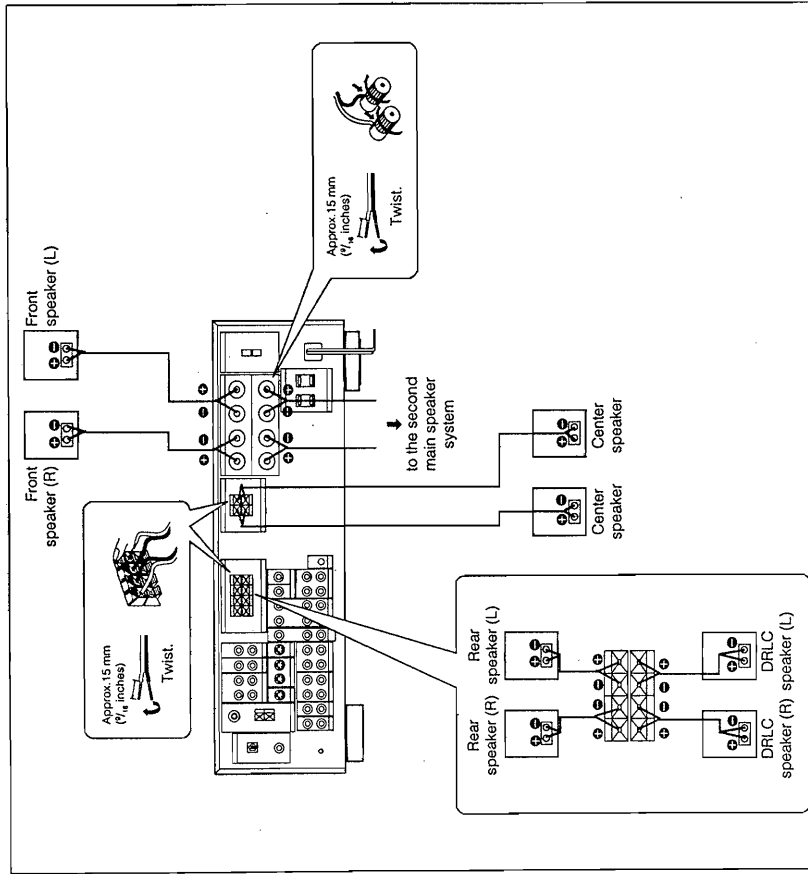 Front
speaker (R)
Front
speaker (L)
Approx. 15 mm
(9/16 inches)
Twist.
Approx. 15 mm
(9/16 inches)
Twist.
to the second
main speaker
system
Center
speaker
Center
speaker
Rear
speaker (R)
Rear
speaker (L)
DRLC
speaker (R)
DRLC
speaker (L)